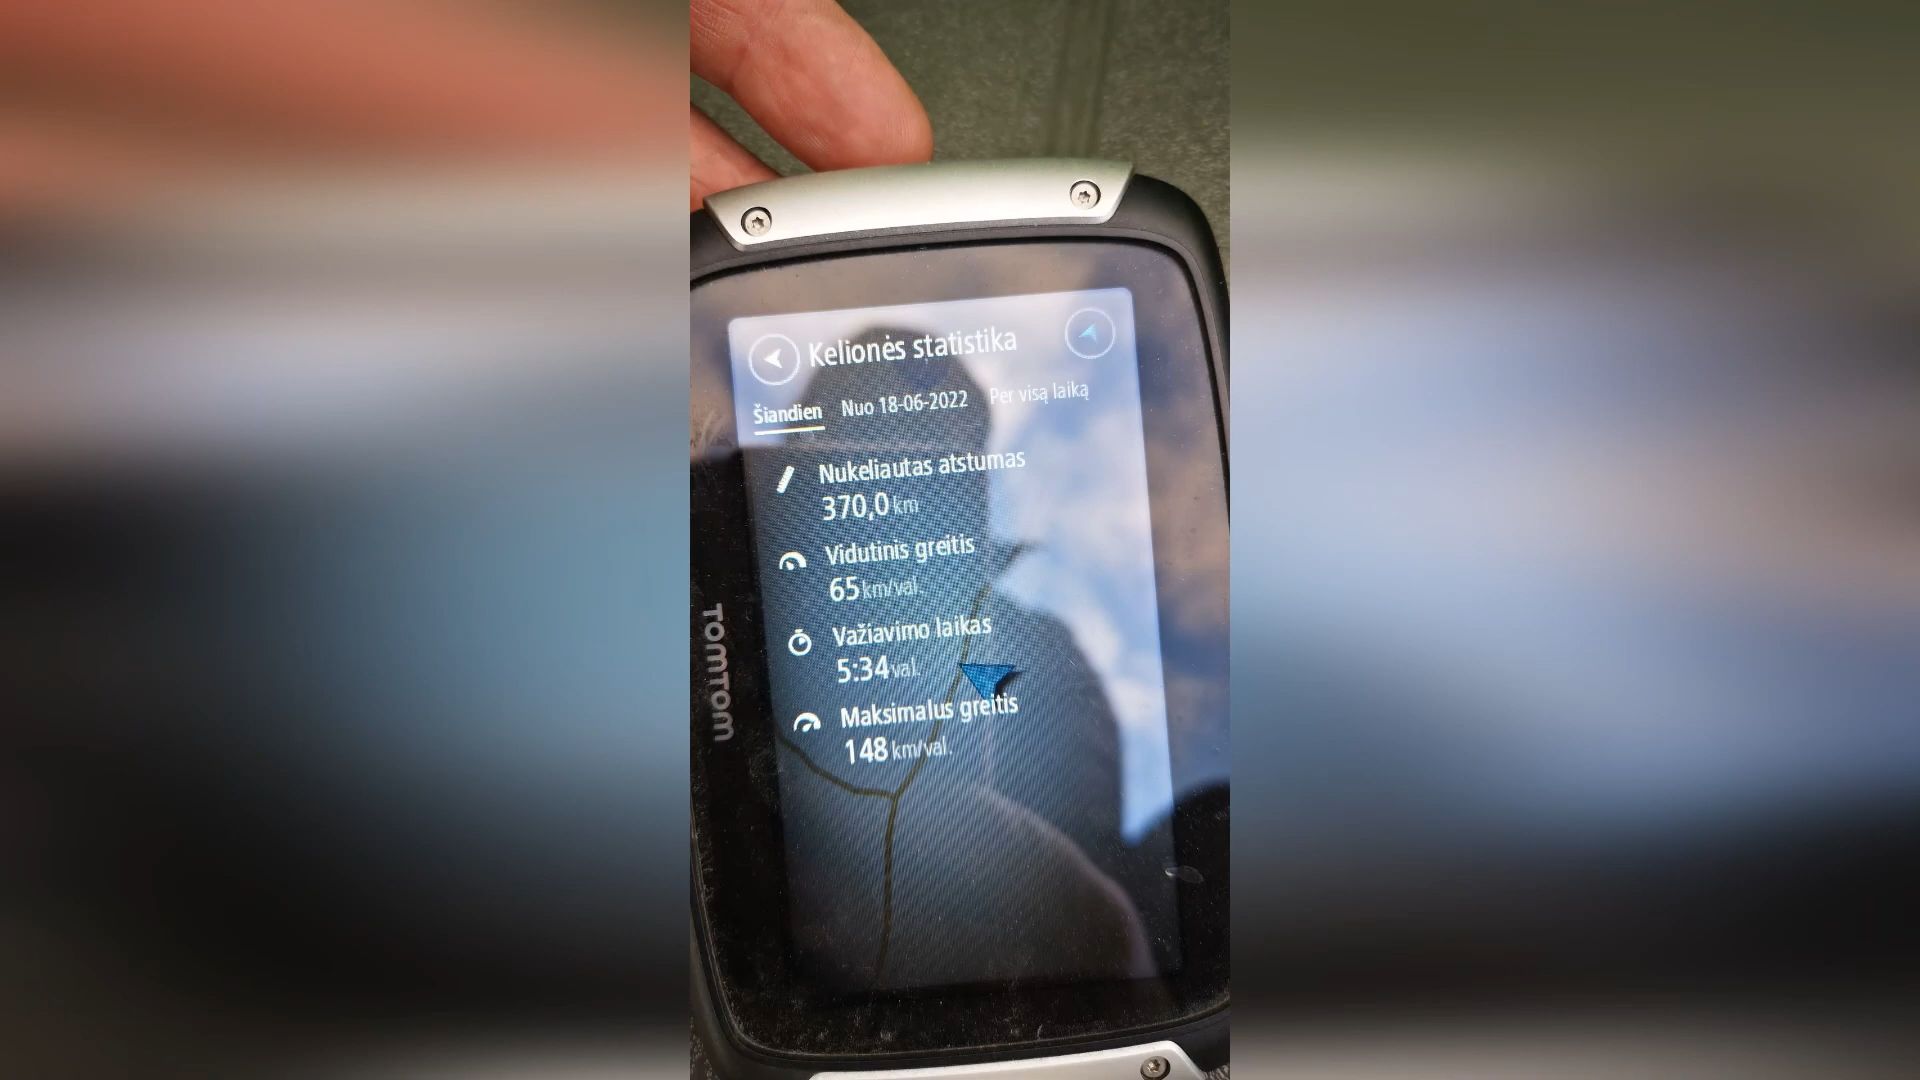 Kelionės statistika
Šiandien Nuo 18-06-2022 Per visą laiką
Nukeliautas atstumas
370,0 km
Vidutinis greitis
65 km/val.
Važiavimo laikas
5:34 val.
Maksimalus greitis
148 km/val.
TOMTOM